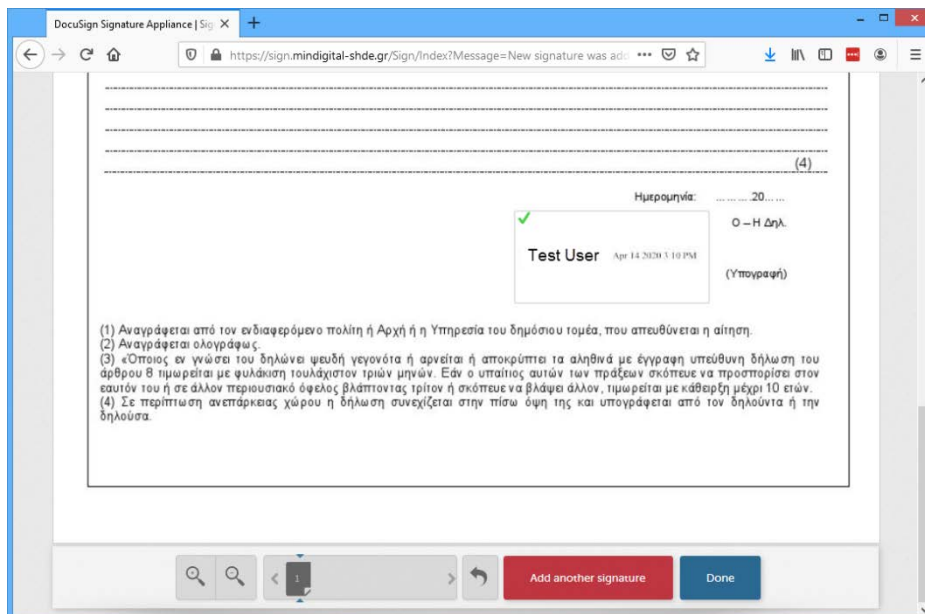 DocuSign Signature Appliance | Sig
https://sign.mindigital-shde.gr/Sign/Index?Message=New signature was add
(4)
Ημερομηνία: ..........20......
Ο – Η Δηλ.
Test User Apr 14 2020 3 10 PM
(Υπογραφή)
(1) Αναγράφεται από τον ενδιαφερόμενο πολίτη ή Αρχή ή η Υπηρεσία του δημόσιου τομέα, που απευθύνεται η αίτηση.
(2) Αναγράφεται ολογράφως.
(3) «Όποιος εν γνώσει του δηλώνει ψευδή γεγονότα ή αρνείται ή αποκρύπτει τα αληθινά με έγγραφη υπεύθυνη δήλωση του
άρθρου 8 τιμωρείται με φυλάκιση τουλάχιστον τριών μηνών. Εάν ο υπαίτιος αυτών των πράξεων σκόπευε να προσπορίσει στον
εαυτόν του ή σε άλλον περιουσιακό όφελος βλάπτοντας τρίτον ή σκόπευε να βλάψει άλλον, τιμωρείται με κάθειρξη μέχρι 10 ετών.
(4) Σε περίπτωση ανεπάρκειας χώρου η δήλωση συνεχίζεται στην πίσω όψη της και υπογράφεται από τον δηλούντα ή την
δηλούσα.
1
Add another signature
Done